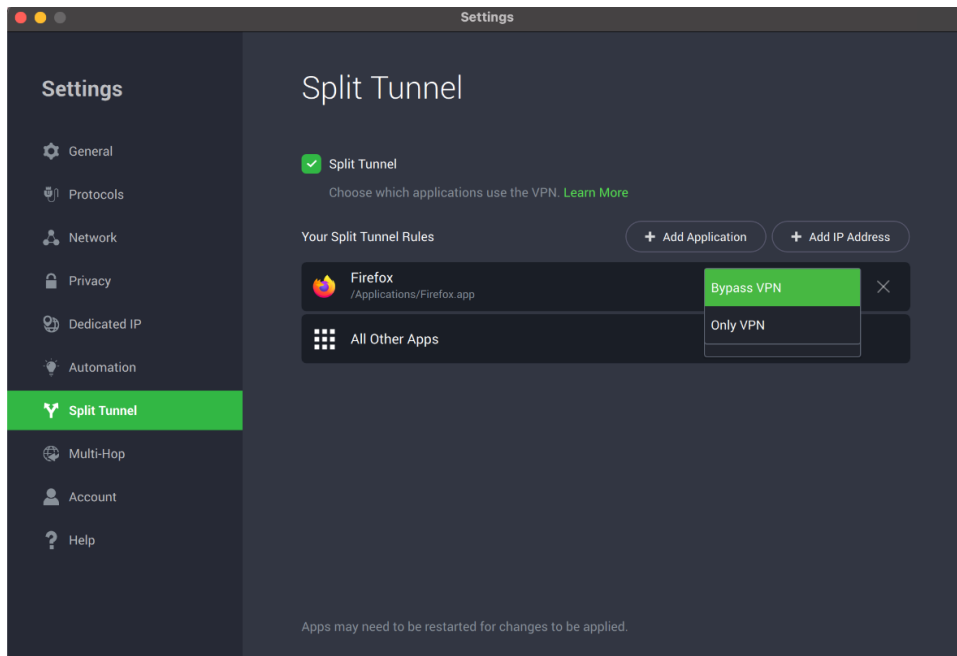 Settings
Settings
General
Protocols
Network
Privacy
Dedicated IP
Automation
Split Tunnel
Multi-Hop
Account
Help
Split Tunnel
Split Tunnel
Choose which applications use the VPN. Learn More
Your Split Tunnel Rules
+ Add Application
+ Add IP Address
Firefox
/Applications/Firefox.app
Bypass VPN
Only VPN
All Other Apps
Apps may need to be restarted for changes to be applied.